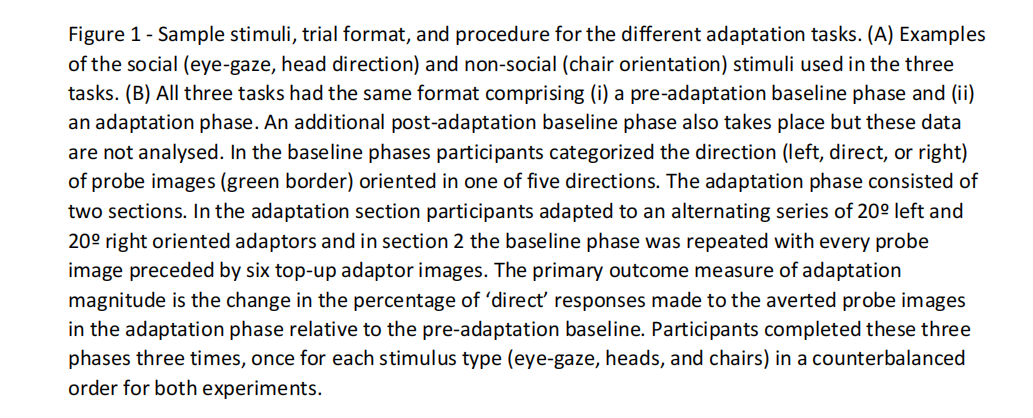 Figure 1 - Sample stimuli, trial format, and procedure for the different adaptation tasks. (A) Examples
of the social (eye-gaze, head direction) and non-social (chair orientation) stimuli used in the three
tasks. (B) All three tasks had the same format comprising (i) a pre-adaptation baseline phase and (ii)
an adaptation phase. An additional post-adaptation baseline phase also takes place but these data
are not analysed. In the baseline phases participants categorized the direction (left, direct, or right)
of probe images (green border) oriented in one of five directions. The adaptation phase consisted of
two sections. In the adaptation section participants adapted to an alternating series of 20º left and
20º right oriented adaptors and in section 2 the baseline phase was repeated with every probe
image preceded by six top-up adaptor images. The primary outcome measure of adaptation
magnitude is the change in the percentage of ‘direct’ responses made to the averted probe images
in the adaptation phase relative to the pre-adaptation baseline. Participants completed these three
phases three times, once for each stimulus type (eye-gaze, heads, and chairs) in a counterbalanced
order for both experiments.